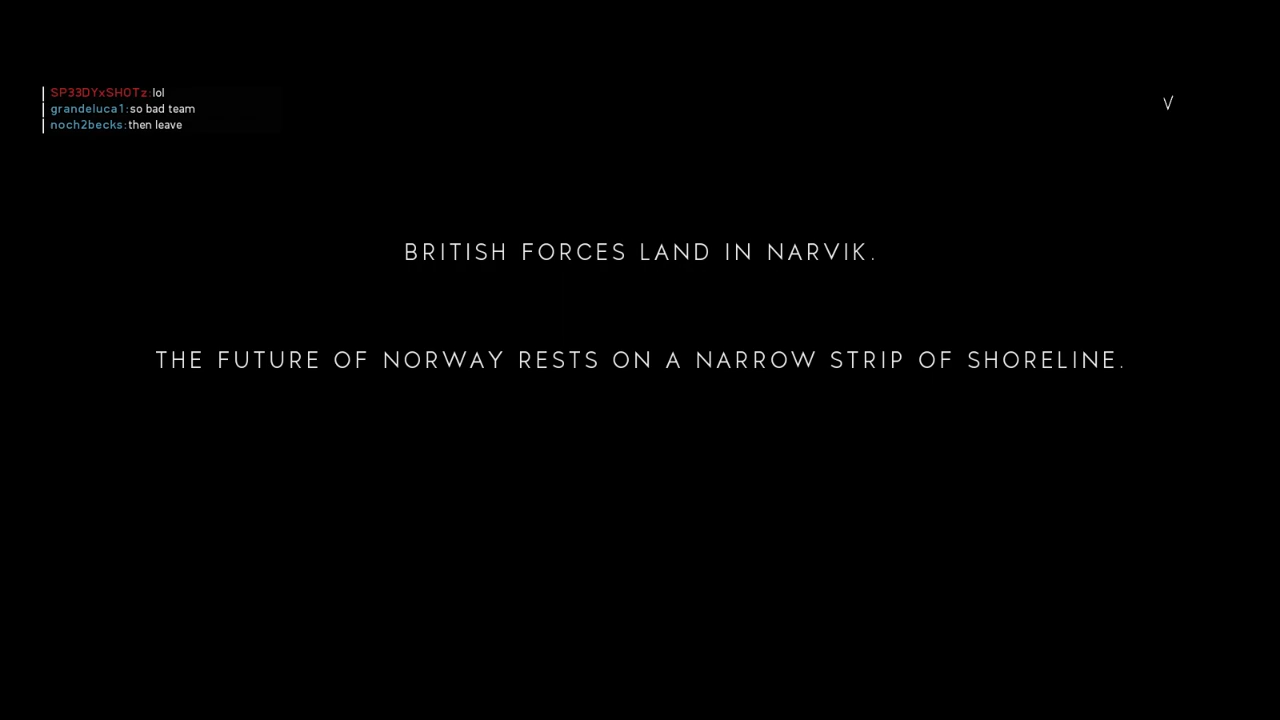 SP33DYxSH0Tz:lol
grandeluca1:so bad team
noch2becks:then leave
V
BRITISH FORCES LAND IN NARVIK.
THE FUTURE OF NORWAY RESTS ON A NARROW STRIP OF SHORELINE.